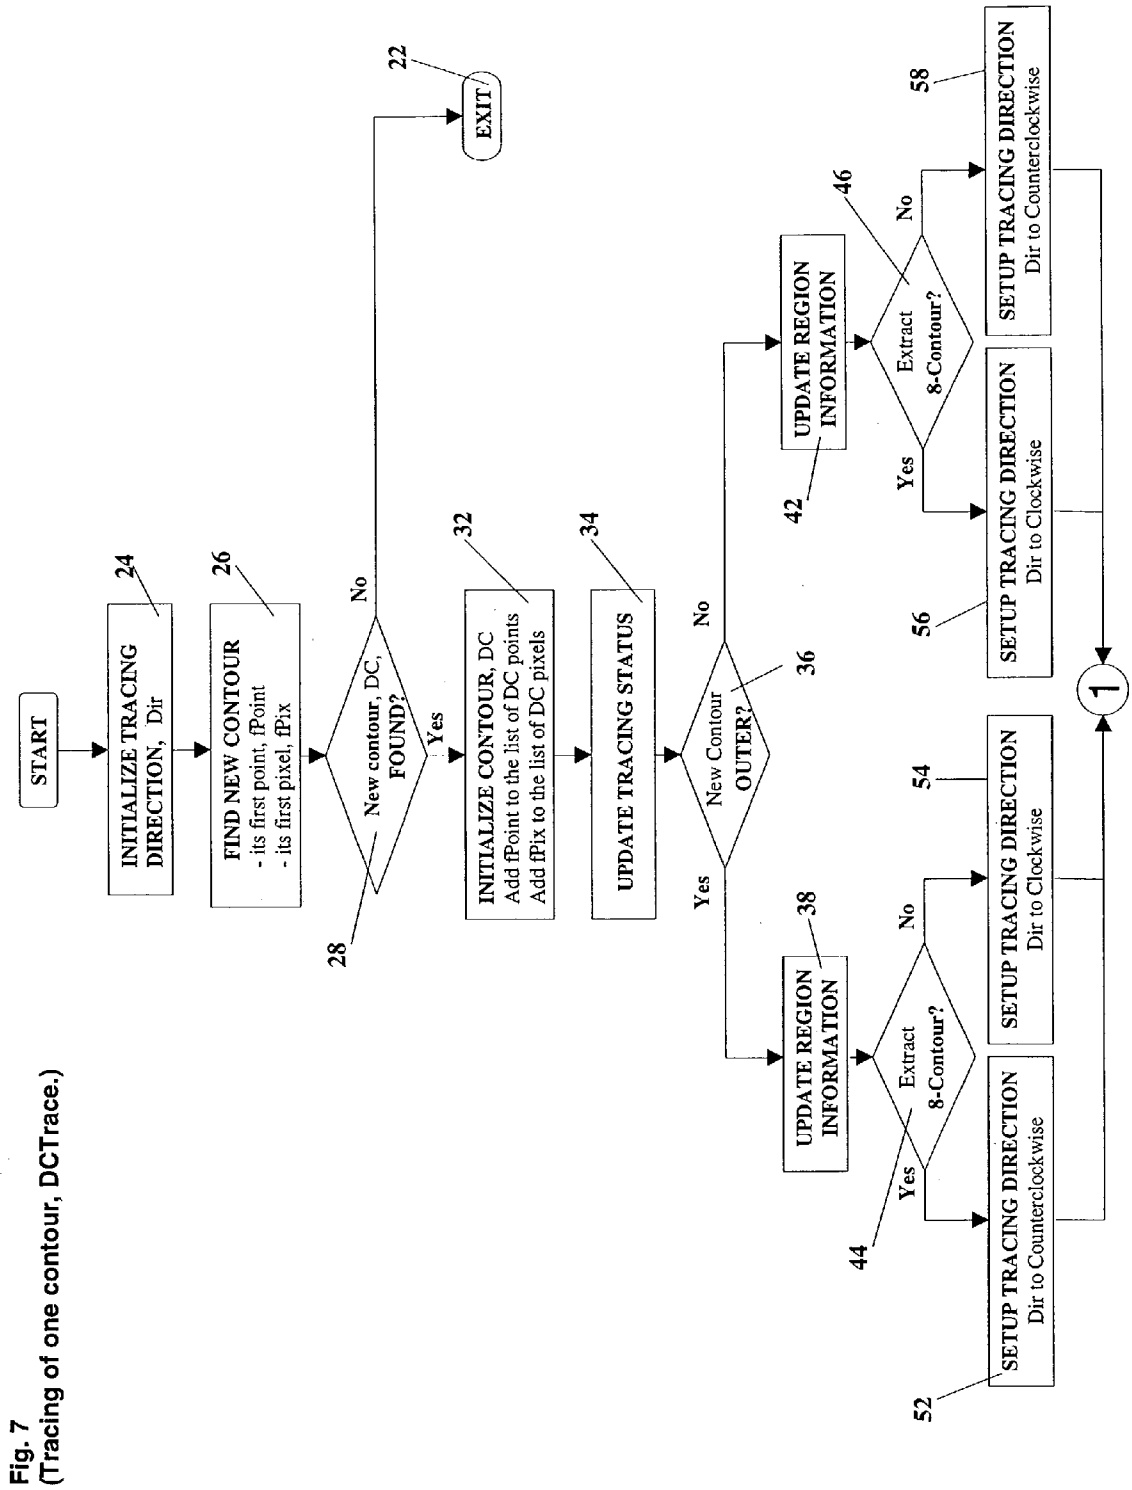 Fig. 7
(Tracing of one contour, DCTrace.)
START
INITIALIZE TRACING
DIRECTION, Dir
24
FIND NEW CONTOUR
- its first point, fPoint
- its first pixel, fPix
26
New contour, DC,
FOUND?
28
No
Yes
EXIT
22
INITIALIZE CONTOUR, DC
Add fPoint to the list of DC points
Add fPix to the list of DC pixels
32
UPDATE TRACING STATUS
34
New Contour
OUTER?
36
Yes
No
UPDATE REGION
INFORMATION
38
UPDATE REGION
INFORMATION
42
Extract
8-Contour?
44
Yes
No
Extract
8-Contour?
46
Yes
No
SETUP TRACING DIRECTION
Dir to Counterclockwise
52
SETUP TRACING DIRECTION
Dir to Clockwise
54
SETUP TRACING DIRECTION
Dir to Clockwise
56
SETUP TRACING DIRECTION
Dir to Counterclockwise
58
1